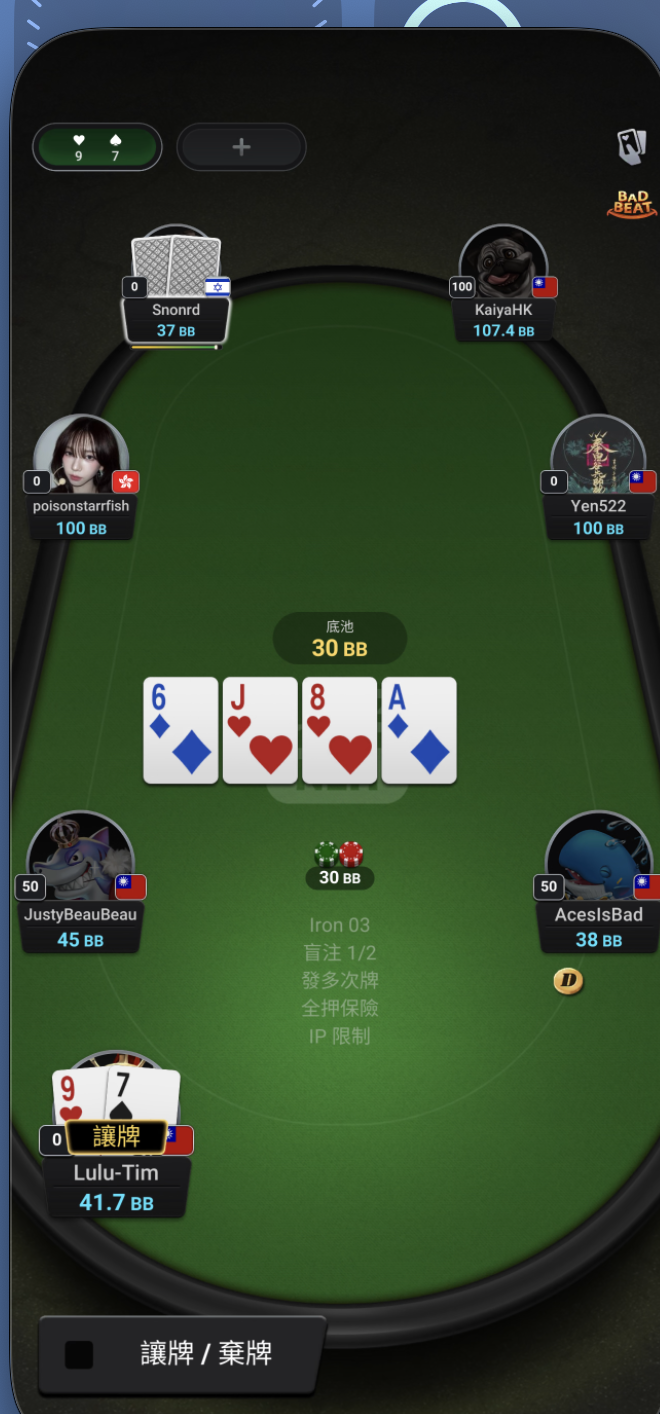 9 7
+
BAD
BEAT
0
Snonrd
37 BB
100
KaiyaHK
107.4 BB
0
poisonstarrfish
100 BB
0
Yen522
100 BB
底池
30 BB
6 J 8 A
50
JustyBeauBeau
45 BB
30 BB
50
AcesIsBad
38 BB
D
Iron 03
盲注 1/2
發多次牌
全押保險
IP 限制
9 7
0
讓牌
Lulu-Tim
41.7 BB
讓牌 / 棄牌